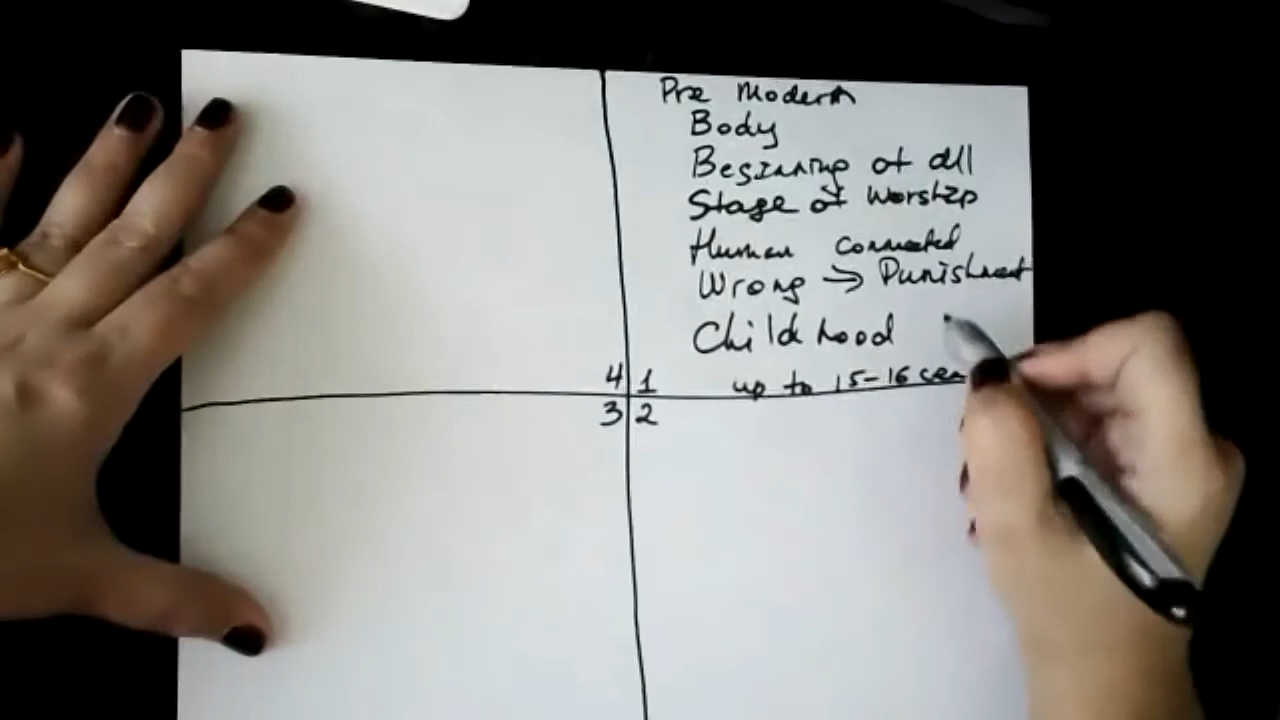 Pre Modern
Body
Beginning of all
Stage of Worship
Human connected
Wrong → Punishment
Childhood
up to 15-16 cen
4 1
3 2